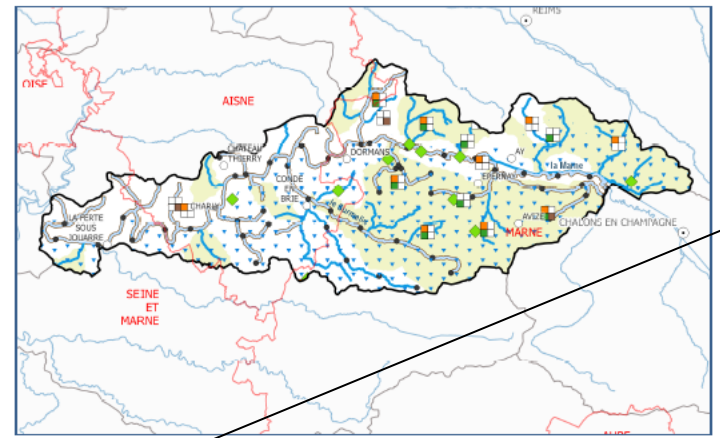 REIMS
OISE
AISNE
CHATEAU
THIERRY
DORMANS
AY
la Marne
CONDE
EN
BRIE
EPERNAY
CHARLY
LA FERTE
SOUS
JOUARRE
AVIZE
CHALONS EN CHAMPAGNE
MARNE
SEINE
ET
MARNE
AUBE